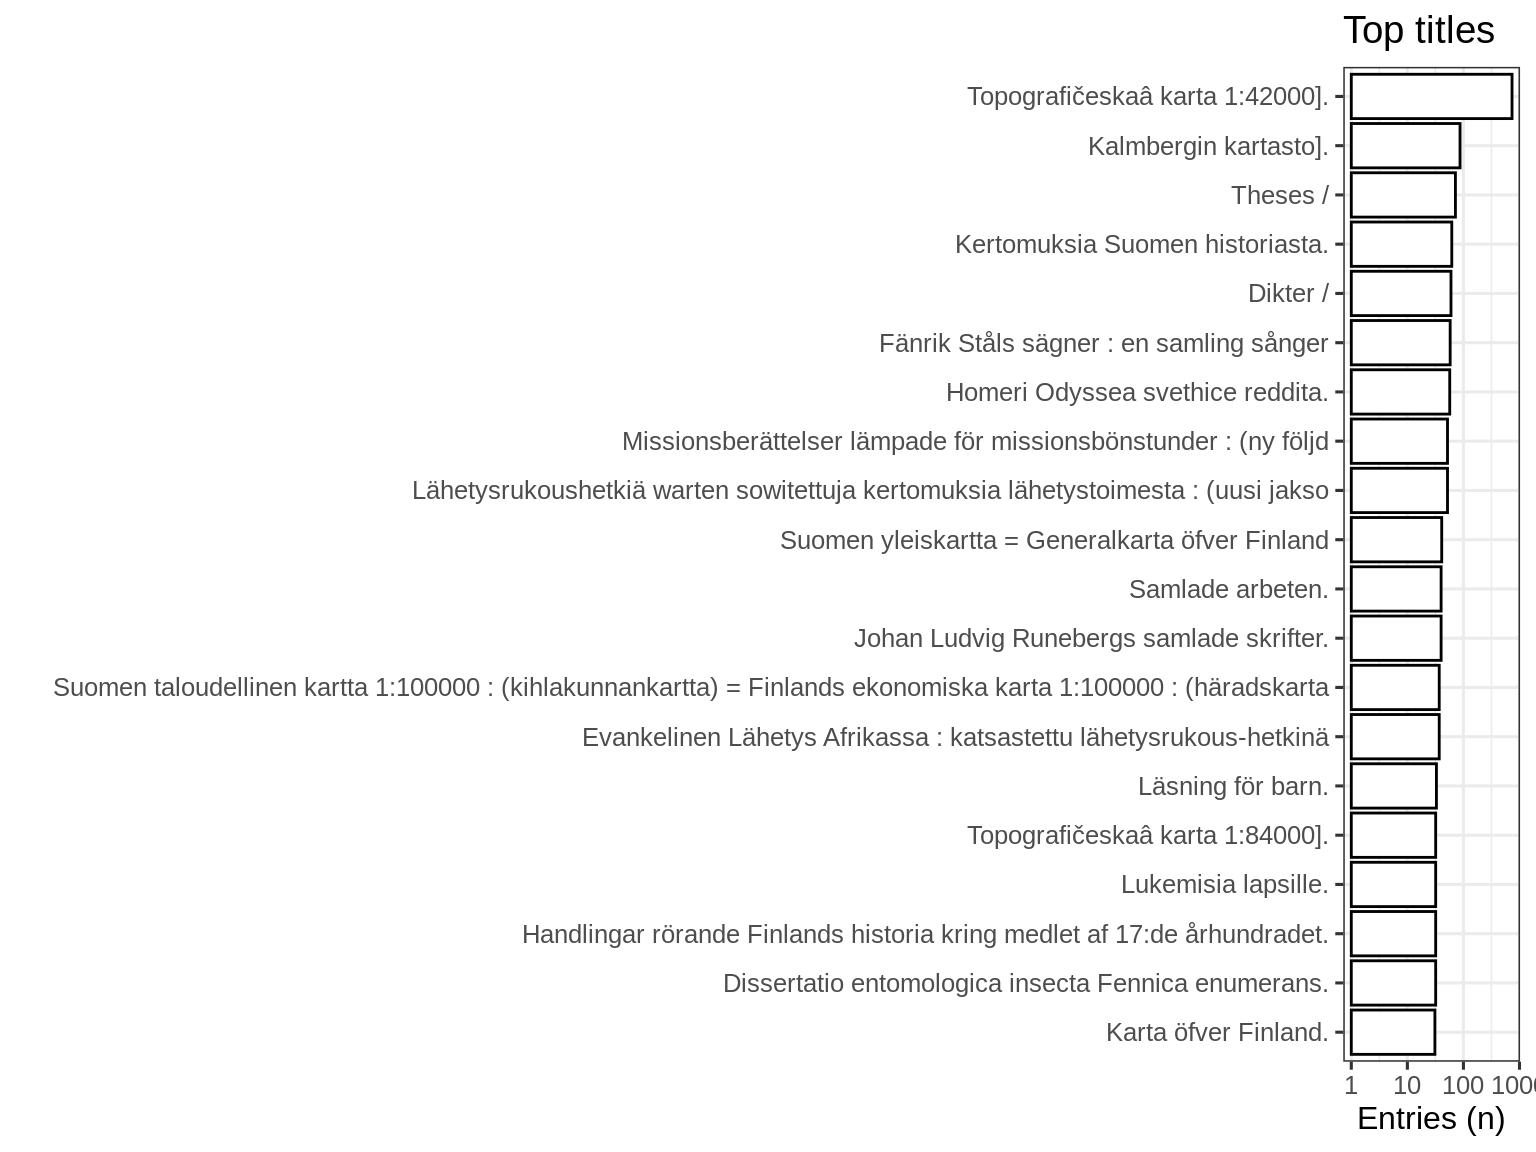 Top titles
Topografičeskaâ karta 1:42000].
Kalmbergin kartasto].
Theses /
Kertomuksia Suomen historiasta.
Dikter /
Fänrik Ståls sägner : en samling sånger
Homeri Odyssea svethice reddita.
Missionsberättelser lämpade för missionsbönstunder : (ny följd
Lähetysrukoushetkiä warten sowitettuja kertomuksia lähetystoimesta : (uusi jakso
Suomen yleiskartta = Generalkarta öfver Finland
Samlade arbeten.
Johan Ludvig Runebergs samlade skrifter.
Suomen taloudellinen kartta 1:100000 : (kihlakunnankartta) = Finlands ekonomiska karta 1:100000 : (häradskarta
Evankelinen Lähetys Afrikassa : katsastettu lähetysrukous-hetkinä
Läsning för barn.
Topografičeskaâ karta 1:84000].
Lukemisia lapsille.
Handlingar rörande Finlands historia kring medlet af 17:de århundradet.
Dissertatio entomologica insecta Fennica enumerans.
Karta öfver Finland.
1 10 100 1000
Entries (n)